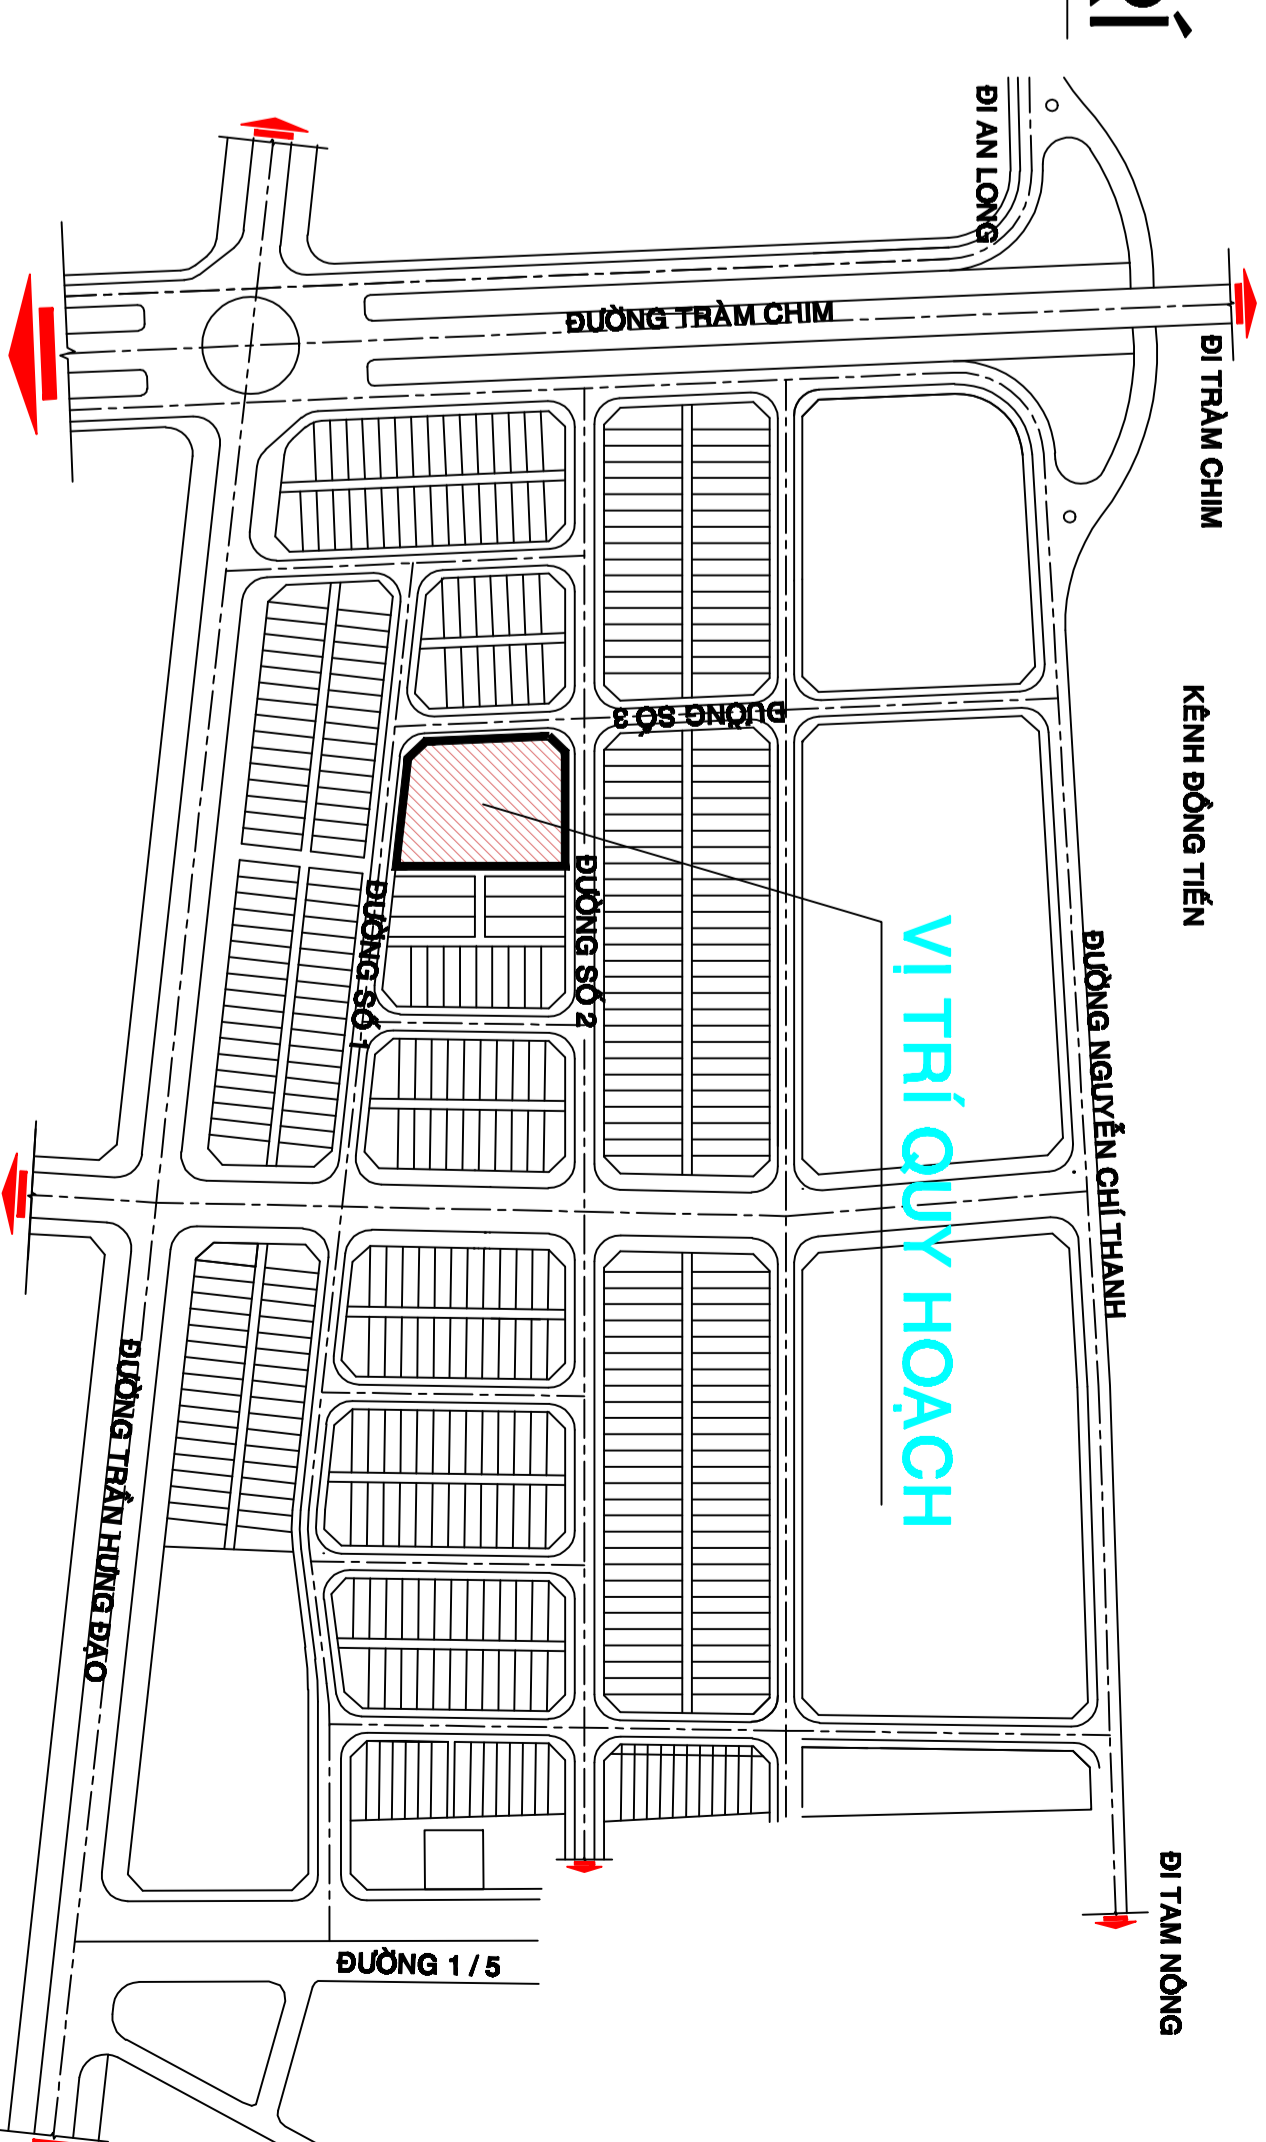 ĐI AN LONG
ĐƯỜNG TRÀM CHIM
ĐI TRÀM CHIM
KÊNH ĐỒNG TIẾN
ĐƯỜNG SỐ 3
ĐƯỜNG SỐ 1
ĐƯỜNG SỐ 2
VỊ TRÍ QUY HOẠCH
ĐƯỜNG NGUYỄN CHÍ THANH
ĐƯỜNG TRẦN HƯNG ĐẠO
ĐI TAM NÔNG
ĐƯỜNG 1 / 5